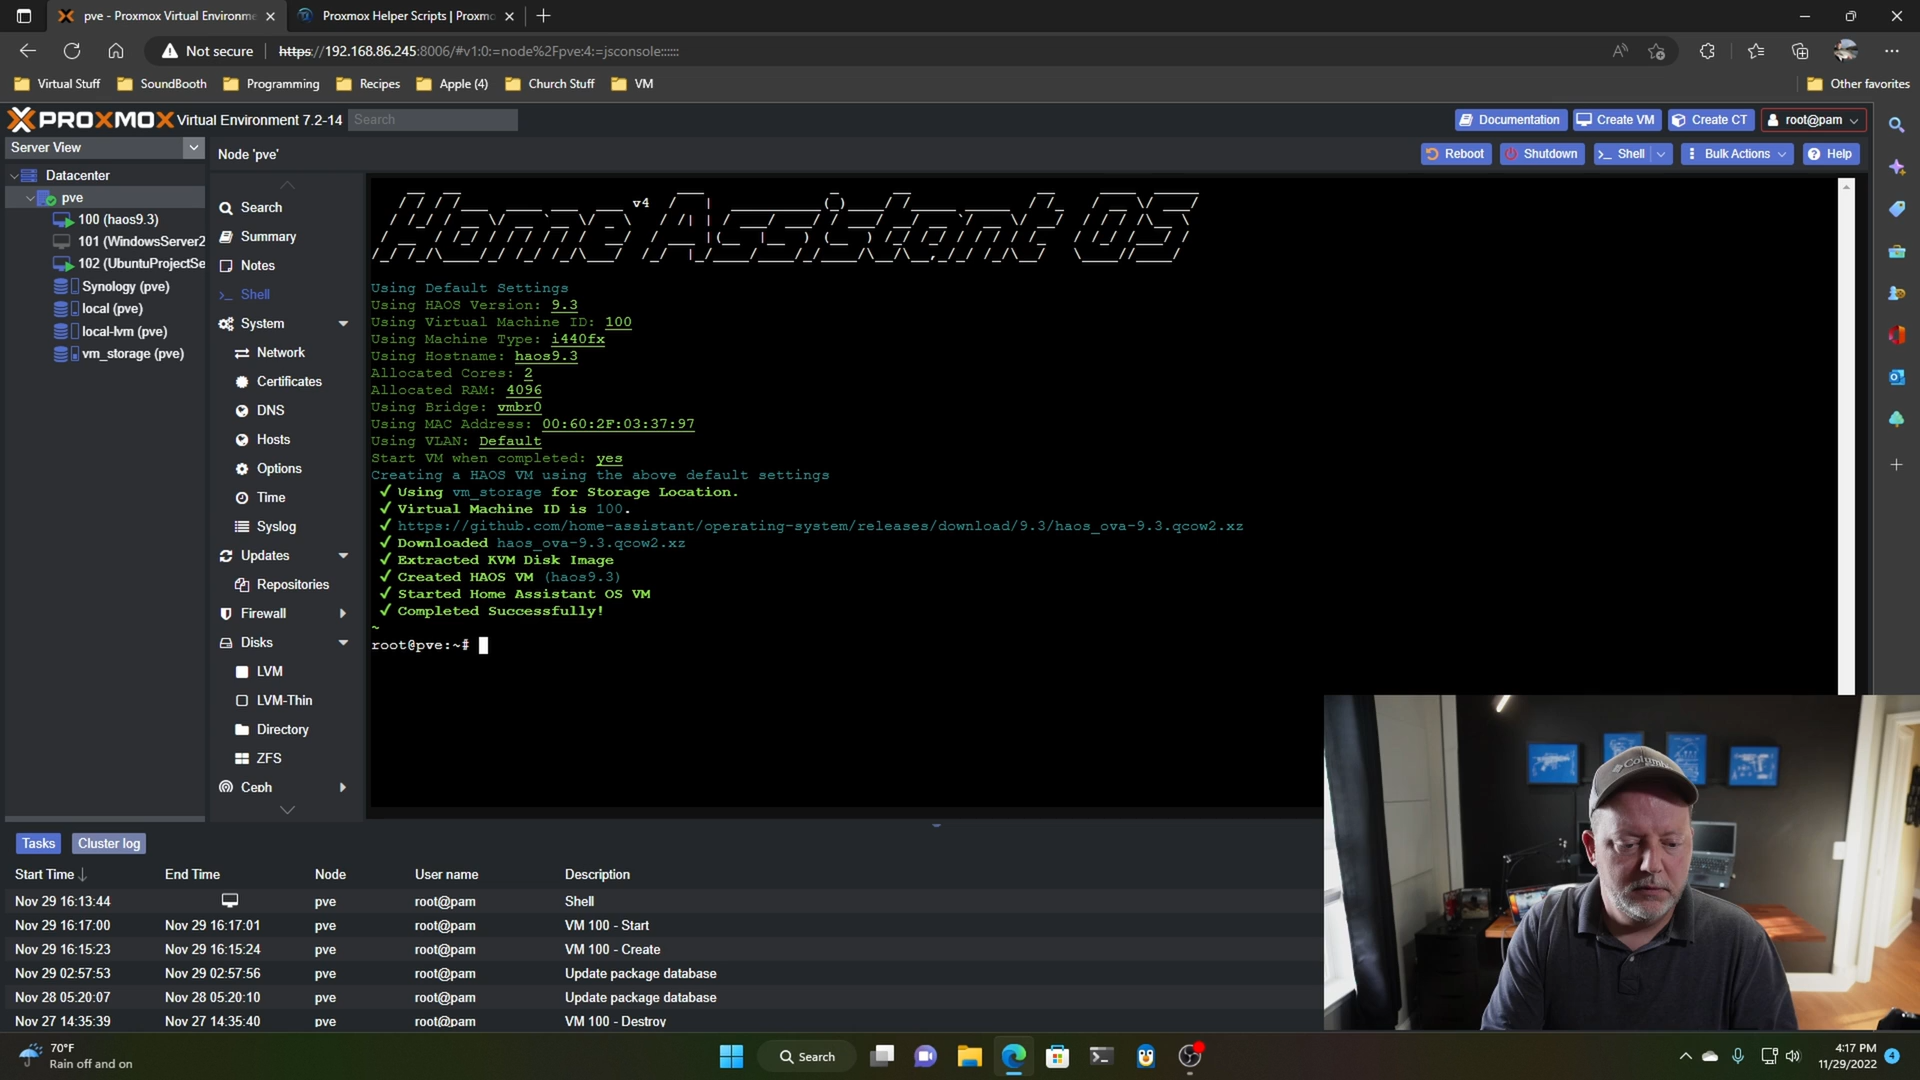 pve - Proxmox Virtual Environme
Proxmox Helper Scripts | Proxmo
Not secure
https://192.168.86.245:8006/#v1:0:=node%2Fpve:4:=jsconsole::::::
Virtual Stuff
SoundBooth
Programming
Recipes
Apple (4)
Church Stuff
VM
Other favorites
PROXMOX Virtual Environment 7.2-14
Search
Documentation
Create VM
Create CT
root@pam
Server View
Node 'pve'
Reboot
Shutdown
Shell
Bulk Actions
Help
Datacenter
pve
100 (haos9.3)
101 (WindowsServer2
102 (UbuntuProjectSe
Synology (pve)
local (pve)
local-lvm (pve)
vm_storage (pve)
Search
Summary
Notes
Shell
System
Network
Certificates
DNS
Hosts
Options
Time
Syslog
Updates
Repositories
Firewall
Disks
LVM
LVM-Thin
Directory
ZFS
Ceph
Home Assistant OS
v4
Using Default Settings
Using HAOS Version: 9.3
Using Virtual Machine ID: 100
Using Machine Type: i440fx
Using Hostname: haos9.3
Allocated Cores: 2
Allocated RAM: 4096
Using Bridge: vmbr0
Using MAC Address: 00:60:2F:03:37:97
Using VLAN: Default
Start VM when completed: yes
Creating a HAOS VM using the above default settings
✓ Using vm_storage for Storage Location.
✓ Virtual Machine ID is 100.
✓ https://github.com/home-assistant/operating-system/releases/download/9.3/haos_ova-9.3.qcow2.xz
✓ Downloaded haos_ova-9.3.qcow2.xz
✓ Extracted KVM Disk Image
✓ Created HAOS VM (haos9.3)
✓ Started Home Assistant OS VM
✓ Completed Successfully!
~
root@pve:~#
Columbia
Tasks
Cluster log
Start Time End Time Node User name Description
Nov 29 16:13:44 pve root@pam Shell
Nov 29 16:17:00 Nov 29 16:17:01 pve root@pam VM 100 - Start
Nov 29 16:15:23 Nov 29 16:15:24 pve root@pam VM 100 - Create
Nov 29 02:57:53 Nov 29 02:57:56 pve root@pam Update package database
Nov 28 05:20:07 Nov 28 05:20:10 pve root@pam Update package database
Nov 27 14:35:39 Nov 27 14:35:40 pve root@pam VM 100 - Destroy
70°F
Rain off and on
Search
4:17 PM
11/29/2022
4